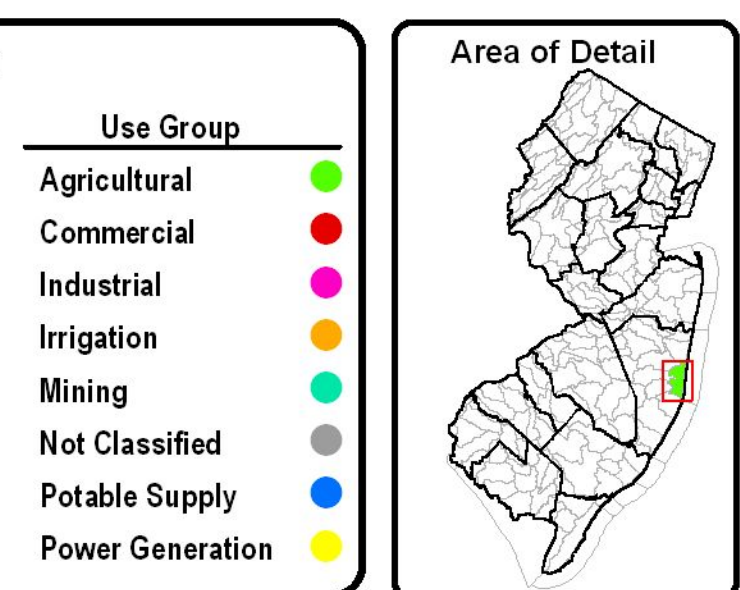 Use Group
Agricultural
Commercial
Industrial
Irrigation
Mining
Not Classified
Potable Supply
Power Generation
Area of Detail